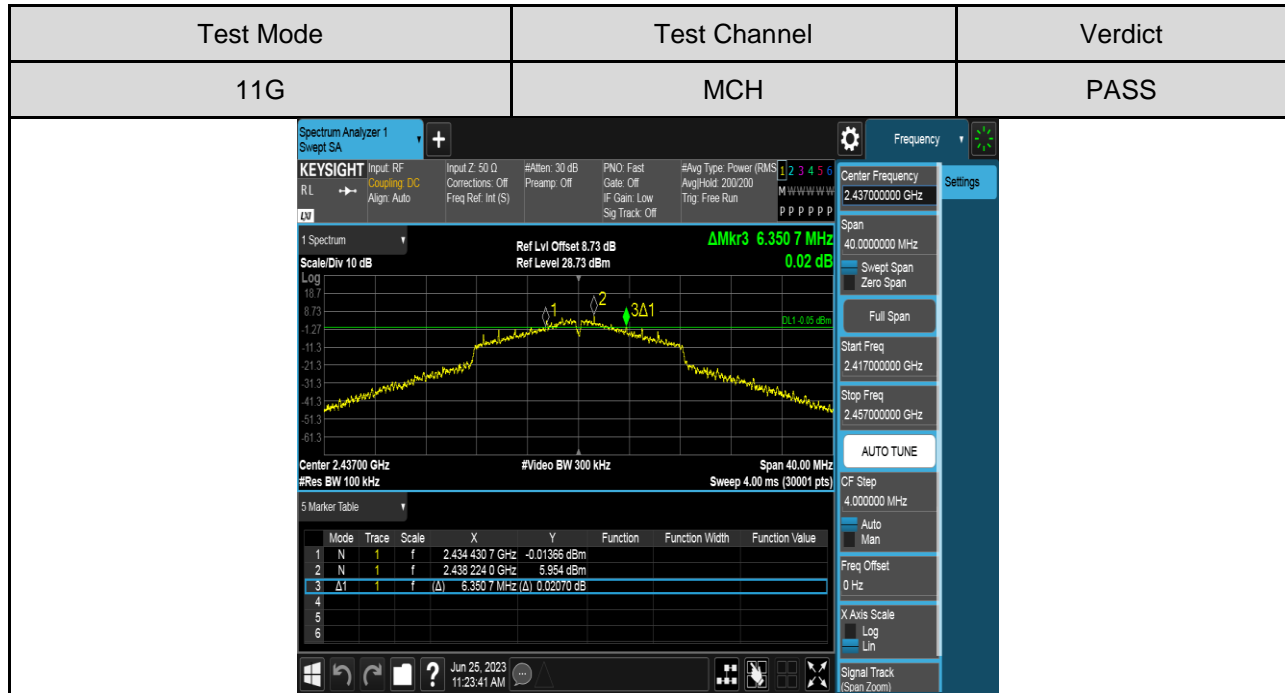 Test Mode Test Channel Verdict
11G MCH PASS
Spectrum Analyzer 1
Swept SA
+
Frequency
KEYSIGHT Input: RF Input Z: 50 Ω #Atten: 30 dB PNO: Fast #Avg Type: Power (RMS 1 2 3 4 5 6
RL Coupling: DC Corrections: Off Preamp: Off Gate: Off Avg|Hold: 200/200 M W W W W W
Align: Auto Freq Ref: Int (S) IF Gain: Low Trig: Free Run
LXI Sig Track: Off P P P P P P
Center Frequency
2.437000000 GHz
Settings
Span
40.0000000 MHz
Swept Span
Zero Span
Full Span
Start Freq
2.417000000 GHz
Stop Freq
2.457000000 GHz
AUTO TUNE
CF Step
4.000000 MHz
Auto
Man
Freq Offset
0 Hz
X Axis Scale
Log
Lin
Signal Track
(Span Zoom)
1 Spectrum Ref Lvl Offset 8.73 dB ΔMkr3 6.350 7 MHz
Scale/Div 10 dB Ref Level 28.73 dBm 0.02 dB
Log
18.7
8.73
-1.27
-11.3
-21.3
-31.3
-41.3
-51.3
-61.3
1
2
3Δ1
DL1 -0.05 dBm
Center 2.43700 GHz #Video BW 300 kHz Span 40.00 MHz
#Res BW 100 kHz Sweep 4.00 ms (30001 pts)
5 Marker Table
Mode Trace Scale X Y Function Function Width Function Value
1 N 1 f 2.434 430 7 GHz -0.01366 dBm
2 N 1 f 2.438 224 0 GHz 5.954 dBm
3 Δ1 1 f (Δ) 6.350 7 MHz (Δ) 0.02070 dB
4
5
6
?
Jun 25, 2023
11:23:41 AM